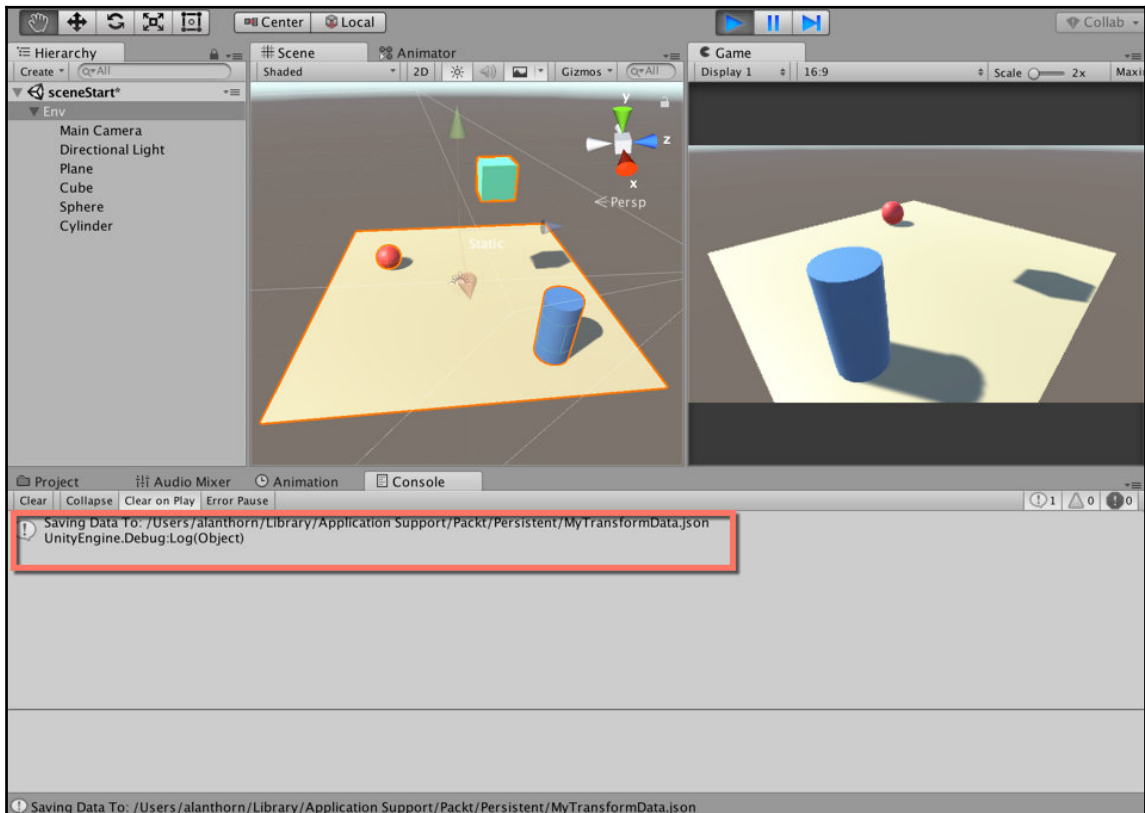 Center
Local
Collab
Hierarchy
Create
All
sceneStart*
Env
Main Camera
Directional Light
Plane
Cube
Sphere
Cylinder
Scene
Animator
Shaded
2D
Gizmos
All
y
z
x
Persp
Static
Game
Display 1
16:9
Scale
2x
Maxi
Project
Audio Mixer
Animation
Console
Clear
Collapse
Clear on Play
Error Pause
1
0
0
Saving Data To: /Users/alanthorn/Library/Application Support/Packt/Persistent/MyTransformData.json
UnityEngine.Debug:Log(Object)
Saving Data To: /Users/alanthorn/Library/Application Support/Packt/Persistent/MyTransformData.json